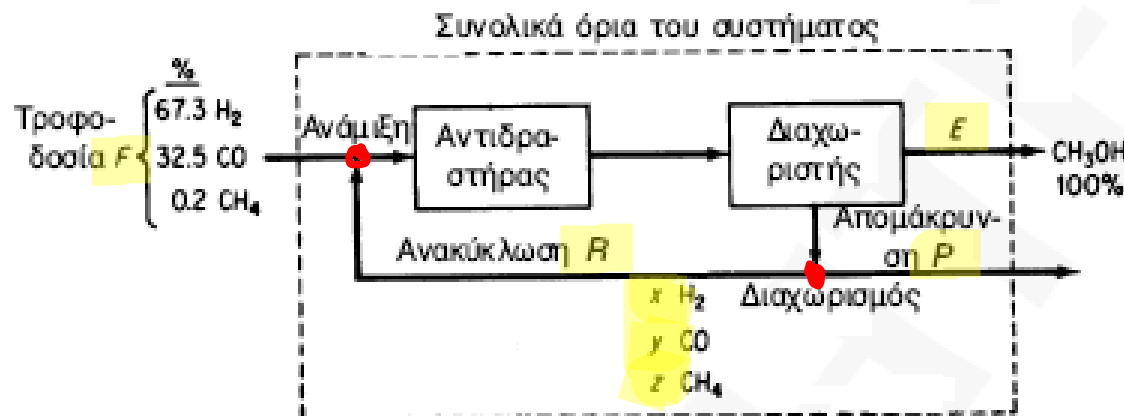 Συνολικά όρια του συστήματος
%
Τροφο-
δοσία F
67.3 H₂
32.5 CO
0.2 CH₄
Ανάμιξη
Αντιδρα-
στήρας
Διαχω-
ριστής
E
CH₃OH
100%
Απομάκρυν-
ση P
Ανακύκλωση R
Διαχωρισμός
x H₂
y CO
z CH₄